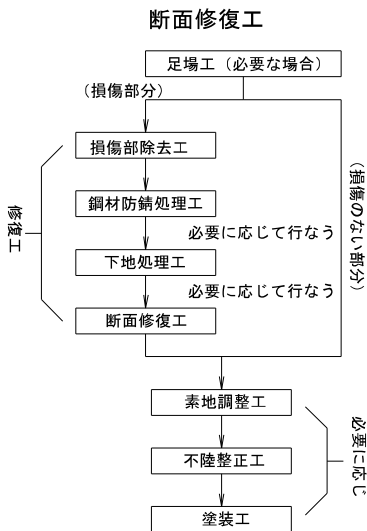 断面修復工
足場工（必要な場合）
（損傷部分）
損傷部除去工
鋼材防錆処理工
必要に応じて行なう
下地処理工
必要に応じて行なう
断面修復工
修復工
（損傷のない部分）
素地調整工
不陸整正工
塗装工
必要に応じ